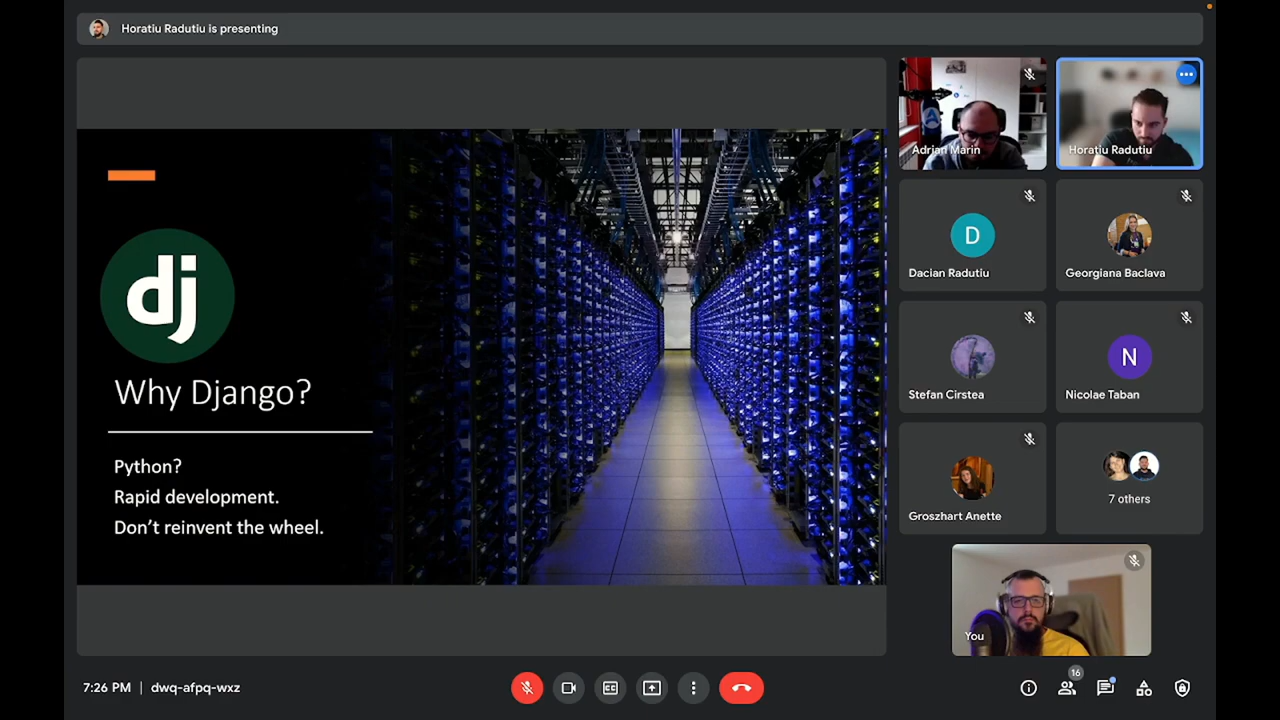 Horatiu Radutiu is presenting
dj
Why Django?
Python?
Rapid development.
Don't reinvent the wheel.
Adrian Marin
Horatiu Radutiu
D
Dacian Radutiu
Georgiana Baclava
Stefan Cirstea
N
Nicolae Taban
Groszhart Anette
7 others
You
7:26 PM | dwq-afpq-wxz
CC
16